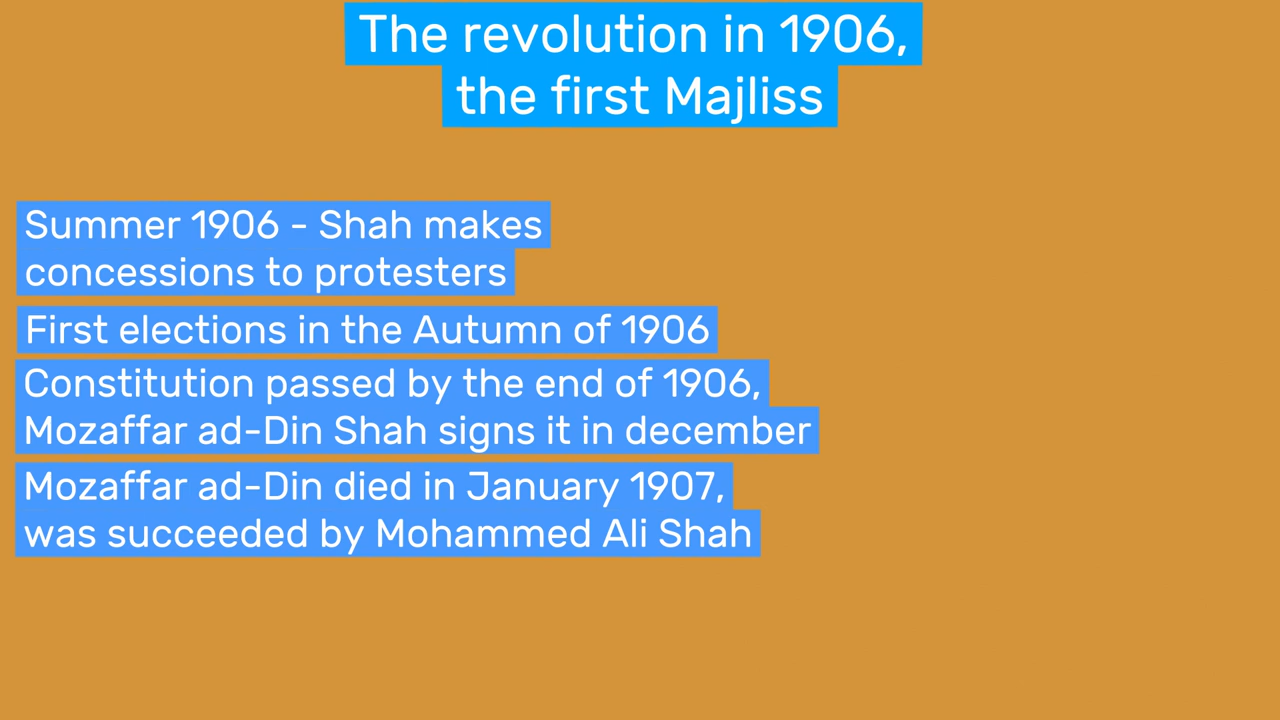 The revolution in 1906,
the first Majliss
Summer 1906 - Shah makes
concessions to protesters
First elections in the Autumn of 1906
Constitution passed by the end of 1906,
Mozaffar ad-Din Shah signs it in december
Mozaffar ad-Din died in January 1907,
was succeeded by Mohammed Ali Shah